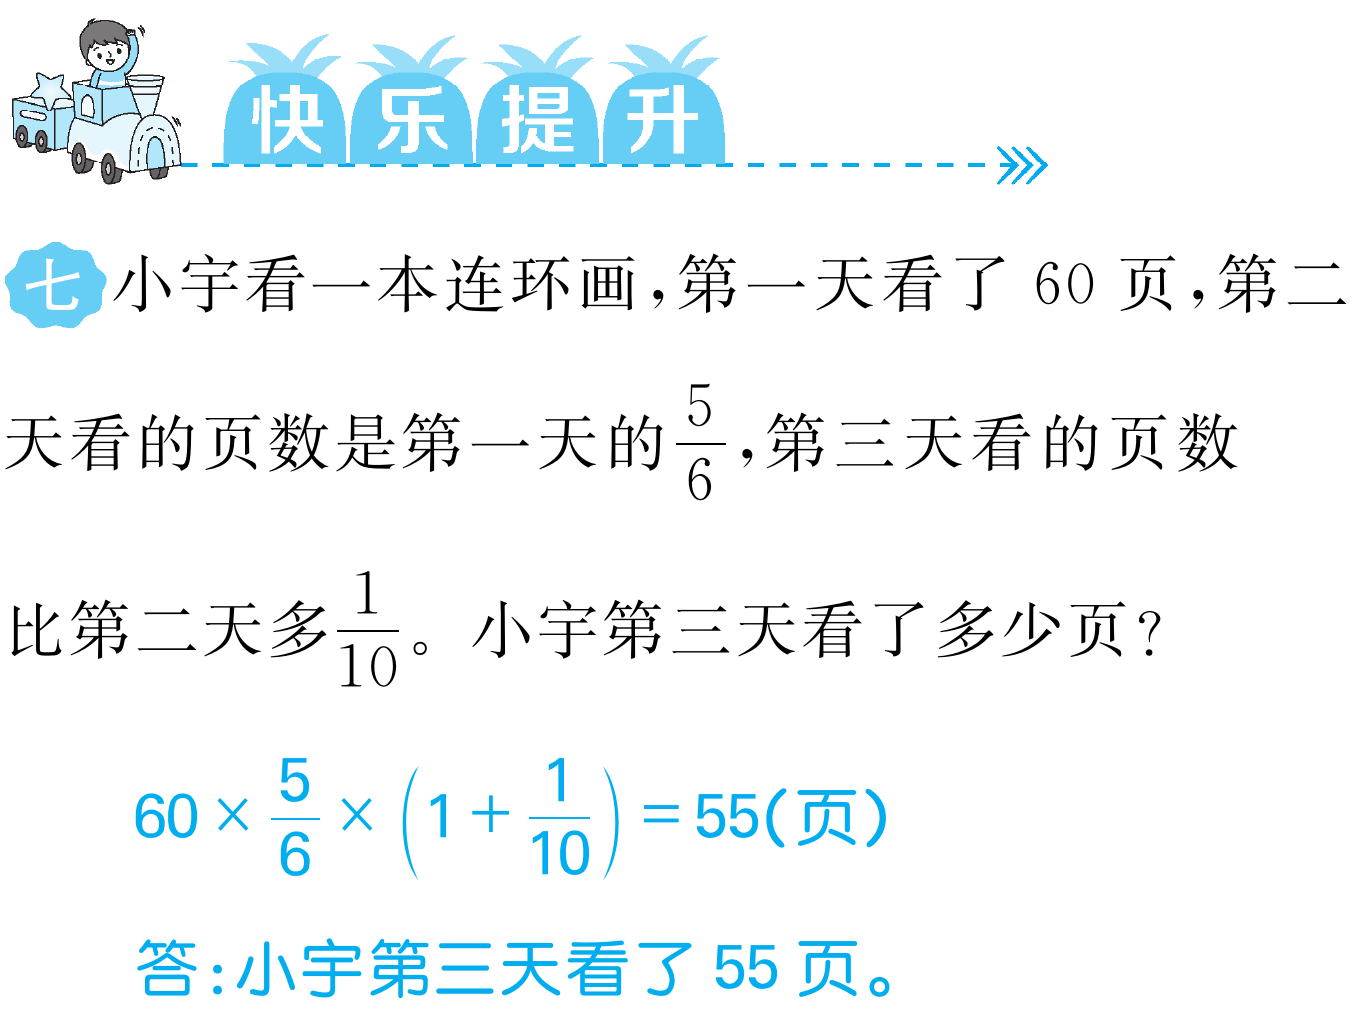 快乐提升
七 小宇看一本连环画,第一天看了 60 页,第二
天看的页数是第一天的5/6,第三天看的页数
比第二天多1/10。小宇第三天看了多少页?
60×5/6×(1+1/10)=55(页)
答:小宇第三天看了 55 页。